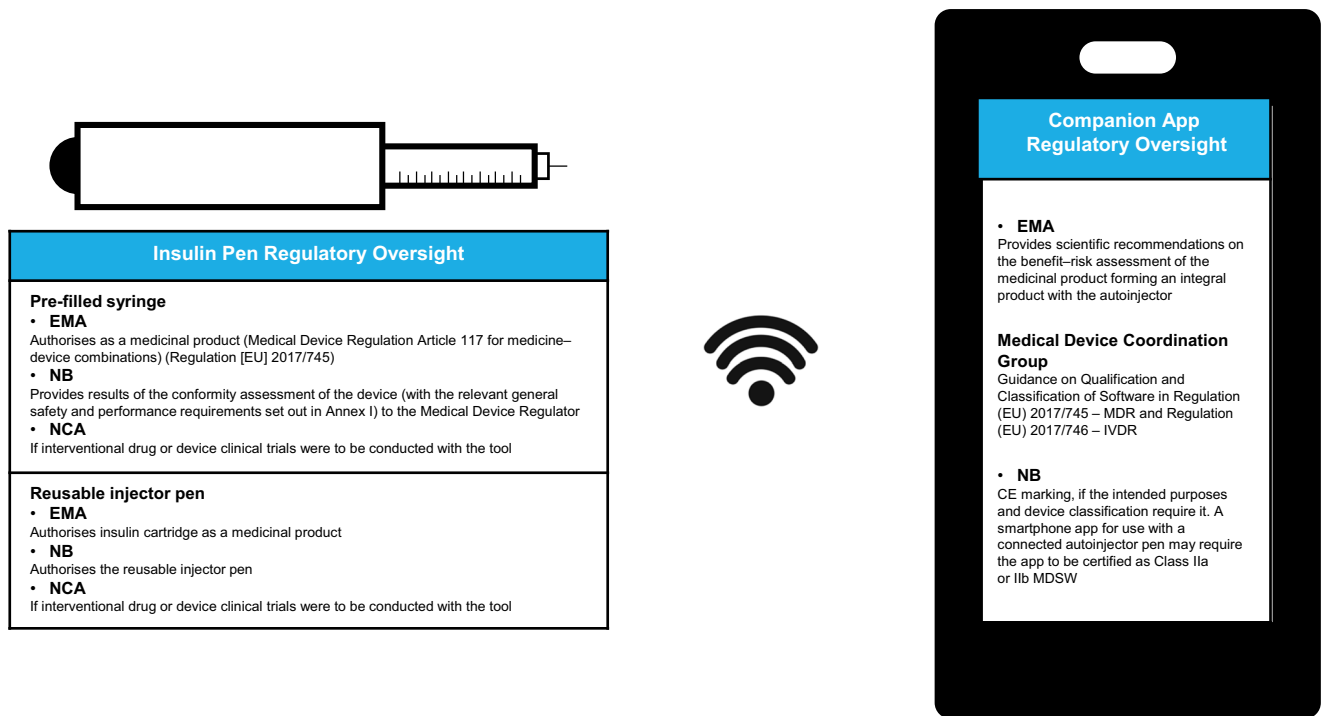 Insulin Pen Regulatory Oversight
Pre-filled syringe
• EMA
Authorises as a medicinal product (Medical Device Regulation Article 117 for medicine–
device combinations) (Regulation [EU] 2017/745)
• NB
Provides results of the conformity assessment of the device (with the relevant general
safety and performance requirements set out in Annex I) to the Medical Device Regulator
• NCA
If interventional drug or device clinical trials were to be conducted with the tool
Reusable injector pen
• EMA
Authorises insulin cartridge as a medicinal product
• NB
Authorises the reusable injector pen
• NCA
If interventional drug or device clinical trials were to be conducted with the tool
Companion App
Regulatory Oversight
• EMA
Provides scientific recommendations on
the benefit–risk assessment of the
medicinal product forming an integral
product with the autoinjector
Medical Device Coordination
Group
Guidance on Qualification and
Classification of Software in Regulation
(EU) 2017/745 – MDR and Regulation
(EU) 2017/746 – IVDR
• NB
CE marking, if the intended purposes
and device classification require it. A
smartphone app for use with a
connected autoinjector pen may require
the app to be certified as Class IIa
or IIb MDSW